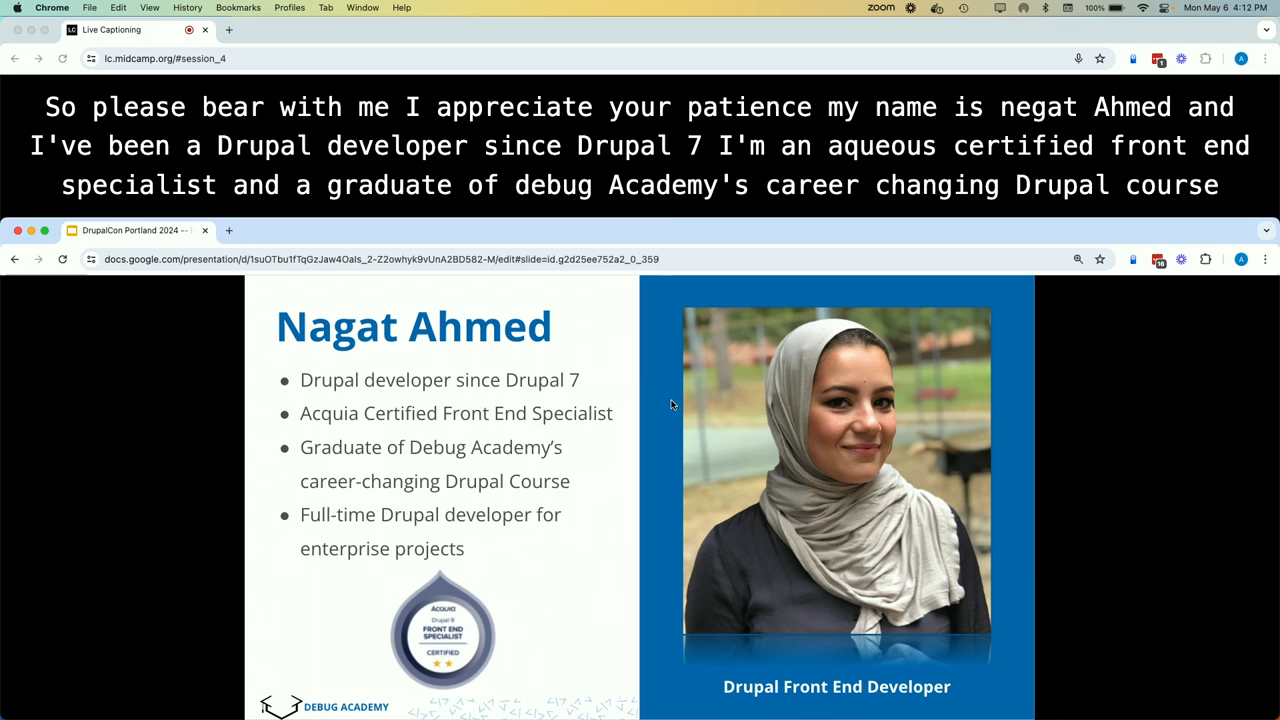 Chrome File Edit View History Bookmarks Profiles Tab Window Help zoom 100% Mon May 6 4:12 PM
LC Live Captioning
lc.midcamp.org/#session_4 1 A
So please bear with me I appreciate your patience my name is negat Ahmed and
I've been a Drupal developer since Drupal 7 I'm an aqueous certified front end
specialist and a graduate of debug Academy's career changing Drupal course
DrupalCon Portland 2024 --
docs.google.com/presentation/d/1suOTbu1fTqGzJaw4Oals_2-Z2owhyk9vUnA2BD582-M/edit#slide=id.g2d25ee752a2_0_359 16 A
Nagat Ahmed
● Drupal developer since Drupal 7
● Acquia Certified Front End Specialist
● Graduate of Debug Academy’s
career-changing Drupal Course
● Full-time Drupal developer for
enterprise projects
ACQUIA
Drupal 9
FRONT END
SPECIALIST
CERTIFIED
DEBUG ACADEMY
Drupal Front End Developer